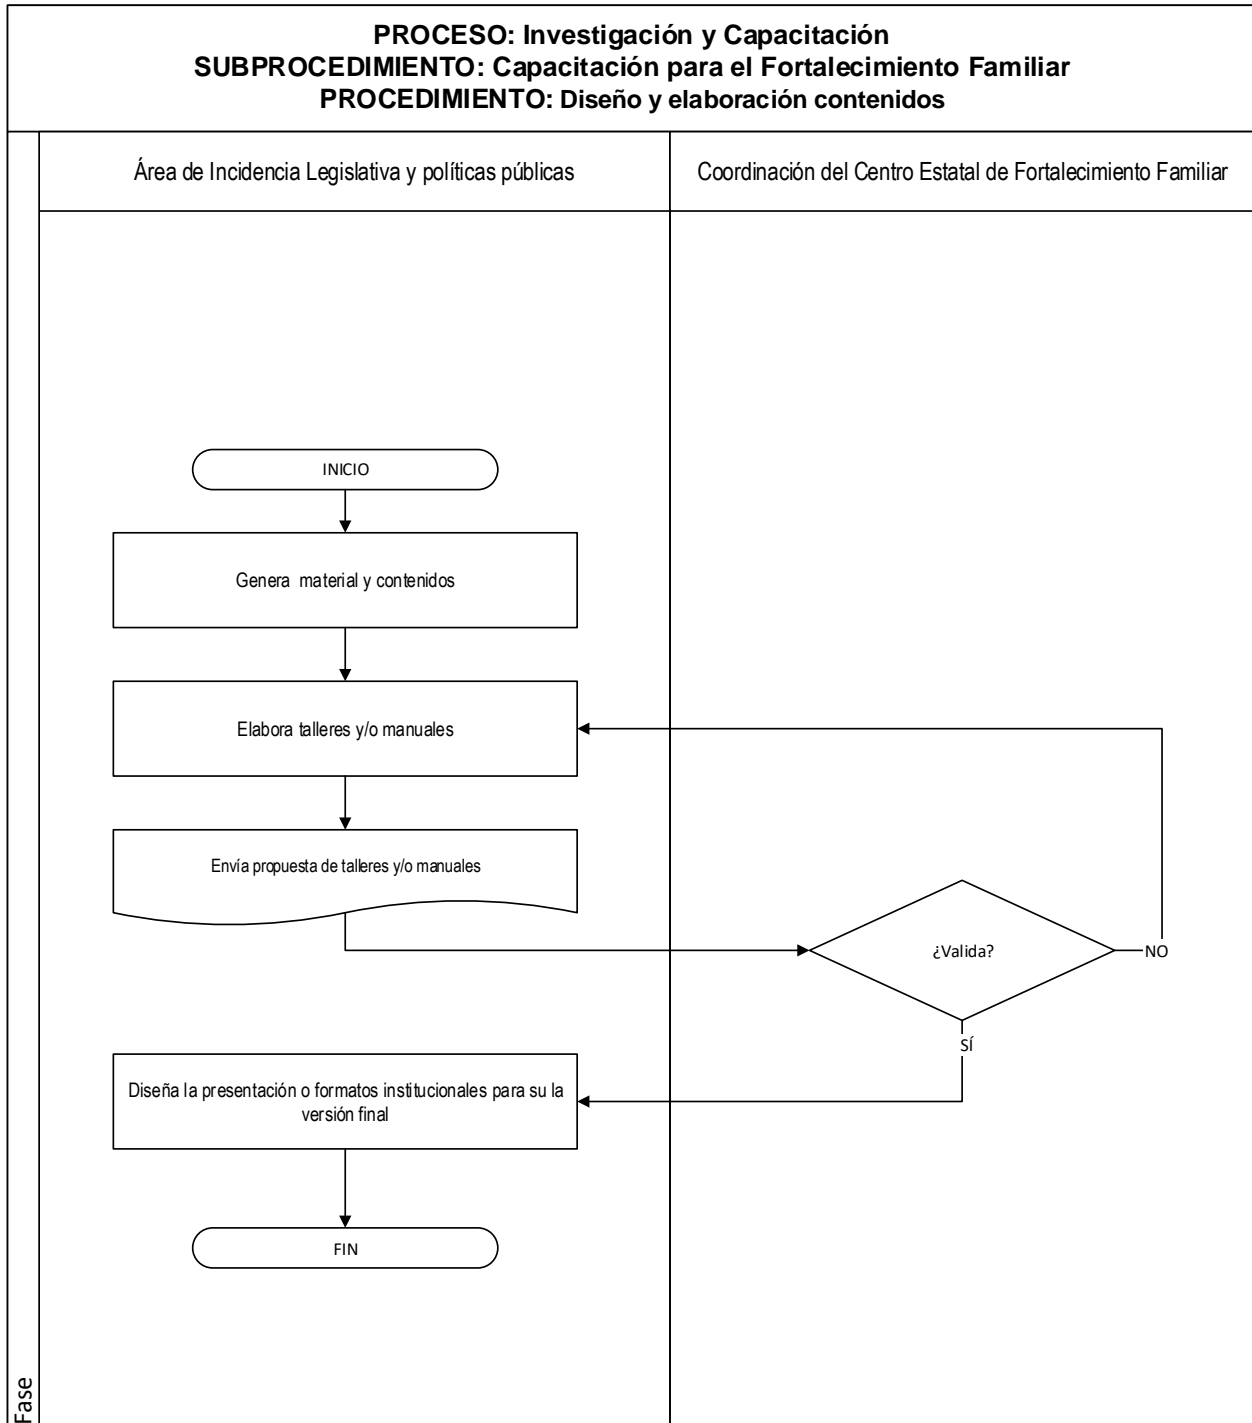 PROCESO: Investigación y Capacitación
SUBPROCEDIMIENTO: Capacitación para el Fortalecimiento Familiar
PROCEDIMIENTO: Diseño y elaboración contenidos
Área de Incidencia Legislativa y políticas públicas
Coordinación del Centro Estatal de Fortalecimiento Familiar
INICIO
Genera material y contenidos
Elabora talleres y/o manuales
Envía propuesta de talleres y/o manuales
¿Valida?
NO
SÍ
Diseña la presentación o formatos institucionales para su la
versión final
FIN
Fase